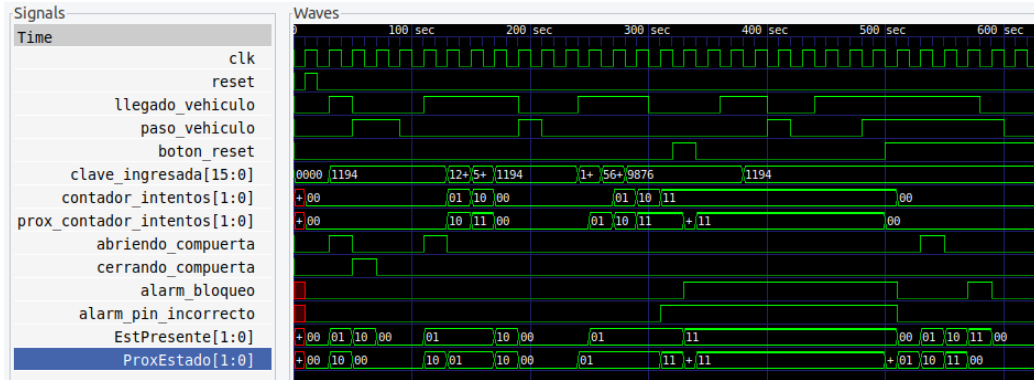 Signals
Waves
Time
0 100 sec 200 sec 300 sec 400 sec 500 sec 600 sec
clk
reset
llegado_vehiculo
paso_vehiculo
boton_reset
clave_ingresada[15:0] 0000 1194 12+ 5+ 1194 1+ 56+ 9876 1194
contador_intentos[1:0] + 00 01 10 00 01 10 11 00
prox_contador_intentos[1:0] + 00 10 11 00 01 10 11 + 11 00
abriendo_compuerta
cerrando_compuerta
alarm_bloqueo
alarm_pin_incorrecto
EstPresente[1:0] + 00 01 10 00 01 10 00 01 11 00 01 10 11 00
ProxEstado[1:0] + 00 10 00 10 01 10 00 01 11 + 11 + 01 10 11 00